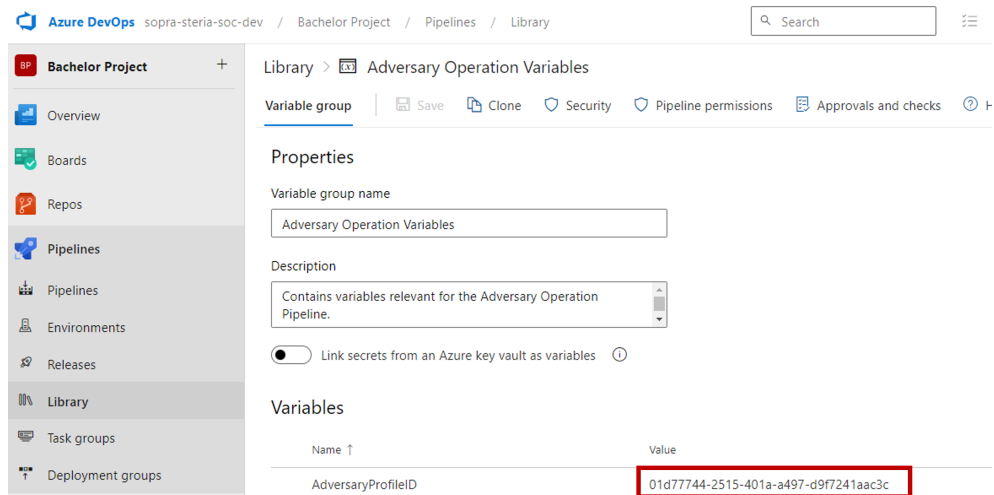 Azure DevOps sopra-steria-soc-dev / Bachelor Project / Pipelines / Library
Search
BP Bachelor Project +
Library > (x) Adversary Operation Variables
Variable group Save Clone Security Pipeline permissions Approvals and checks ? H
Overview
Boards
Repos
Pipelines
Pipelines
Environments
Releases
Library
Task groups
Deployment groups
Properties
Variable group name
Adversary Operation Variables
Description
Contains variables relevant for the Adversary Operation
Pipeline.
Link secrets from an Azure key vault as variables i
Variables
Name ↑ Value
AdversaryProfileID 01d77744-2515-401a-a497-d9f7241aac3c